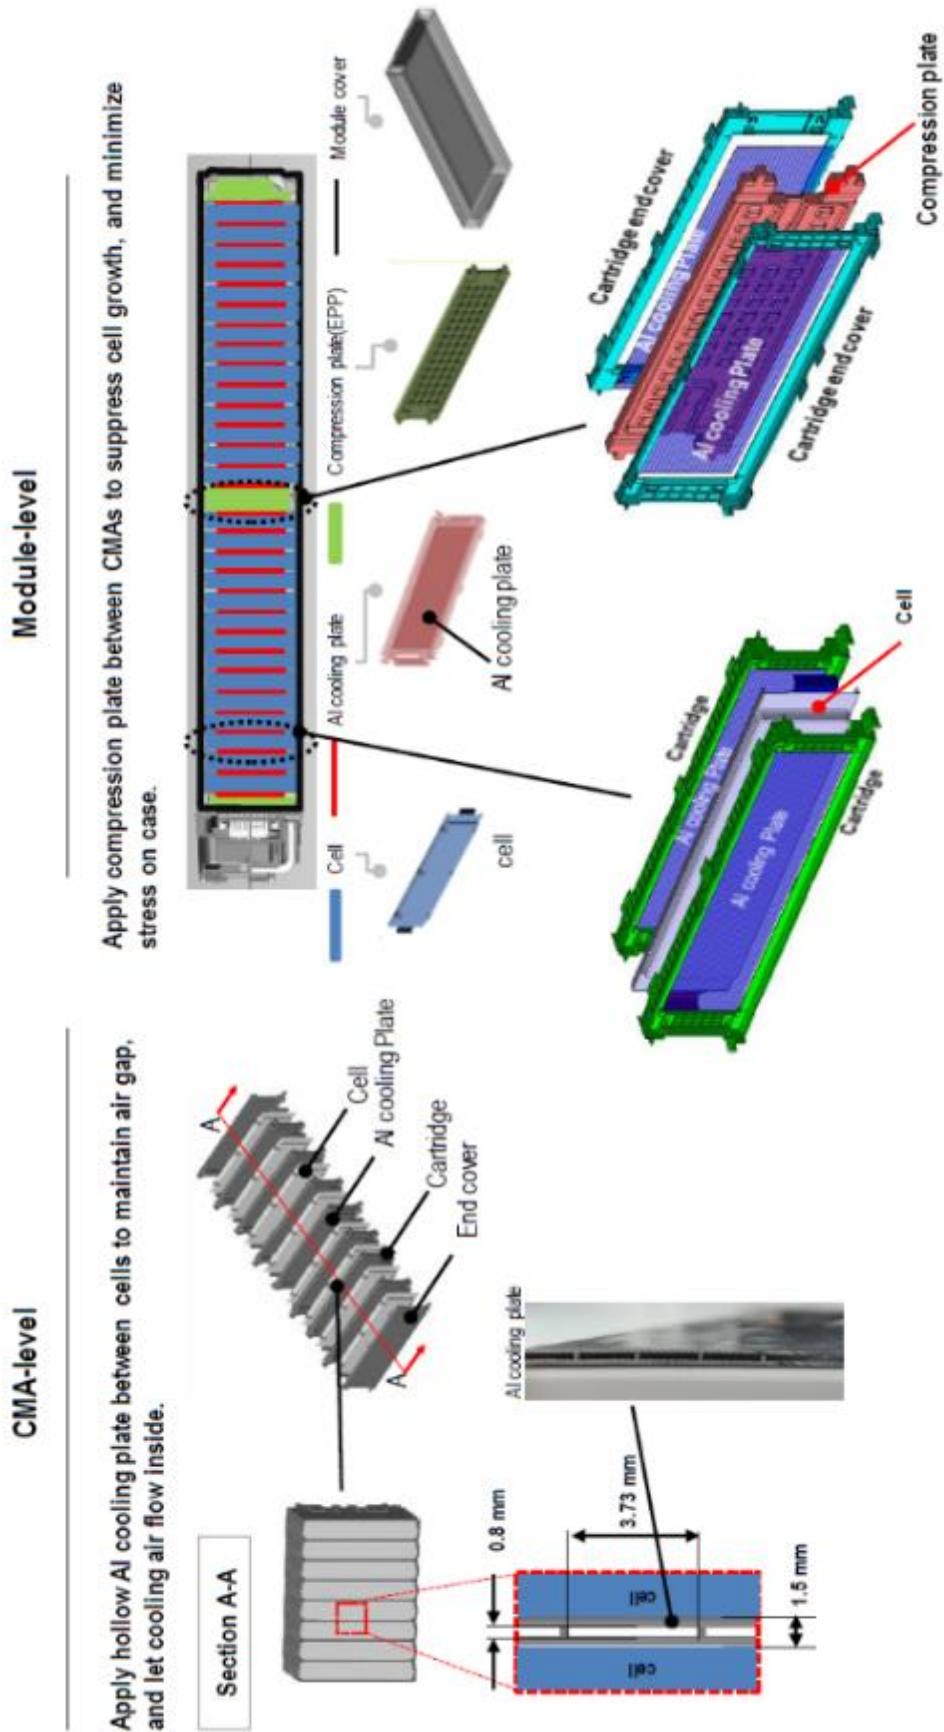 CMA-level
Apply hollow Al cooling plate between cells to maintain air gap,
and let cooling air flow inside.
Section A-A
A
A
Cell
Al cooling Plate
Cartridge
End cover
0.8 mm
3.73 mm
1.5 mm
cell
cell
Al cooling plate
Module-level
Apply compression plate between CMAs to suppress cell growth, and minimize
stress on case.
Cell
Al cooling plate
Compression plate(EPP)
Module cover
cell
Al cooling plate
Cartridge
Al cooling Plate
Al cooling Plate
Cartridge
Cell
Cartridge end cover
Al cooling Plate
Al cooling Plate
Cartridge end cover
Compression plate